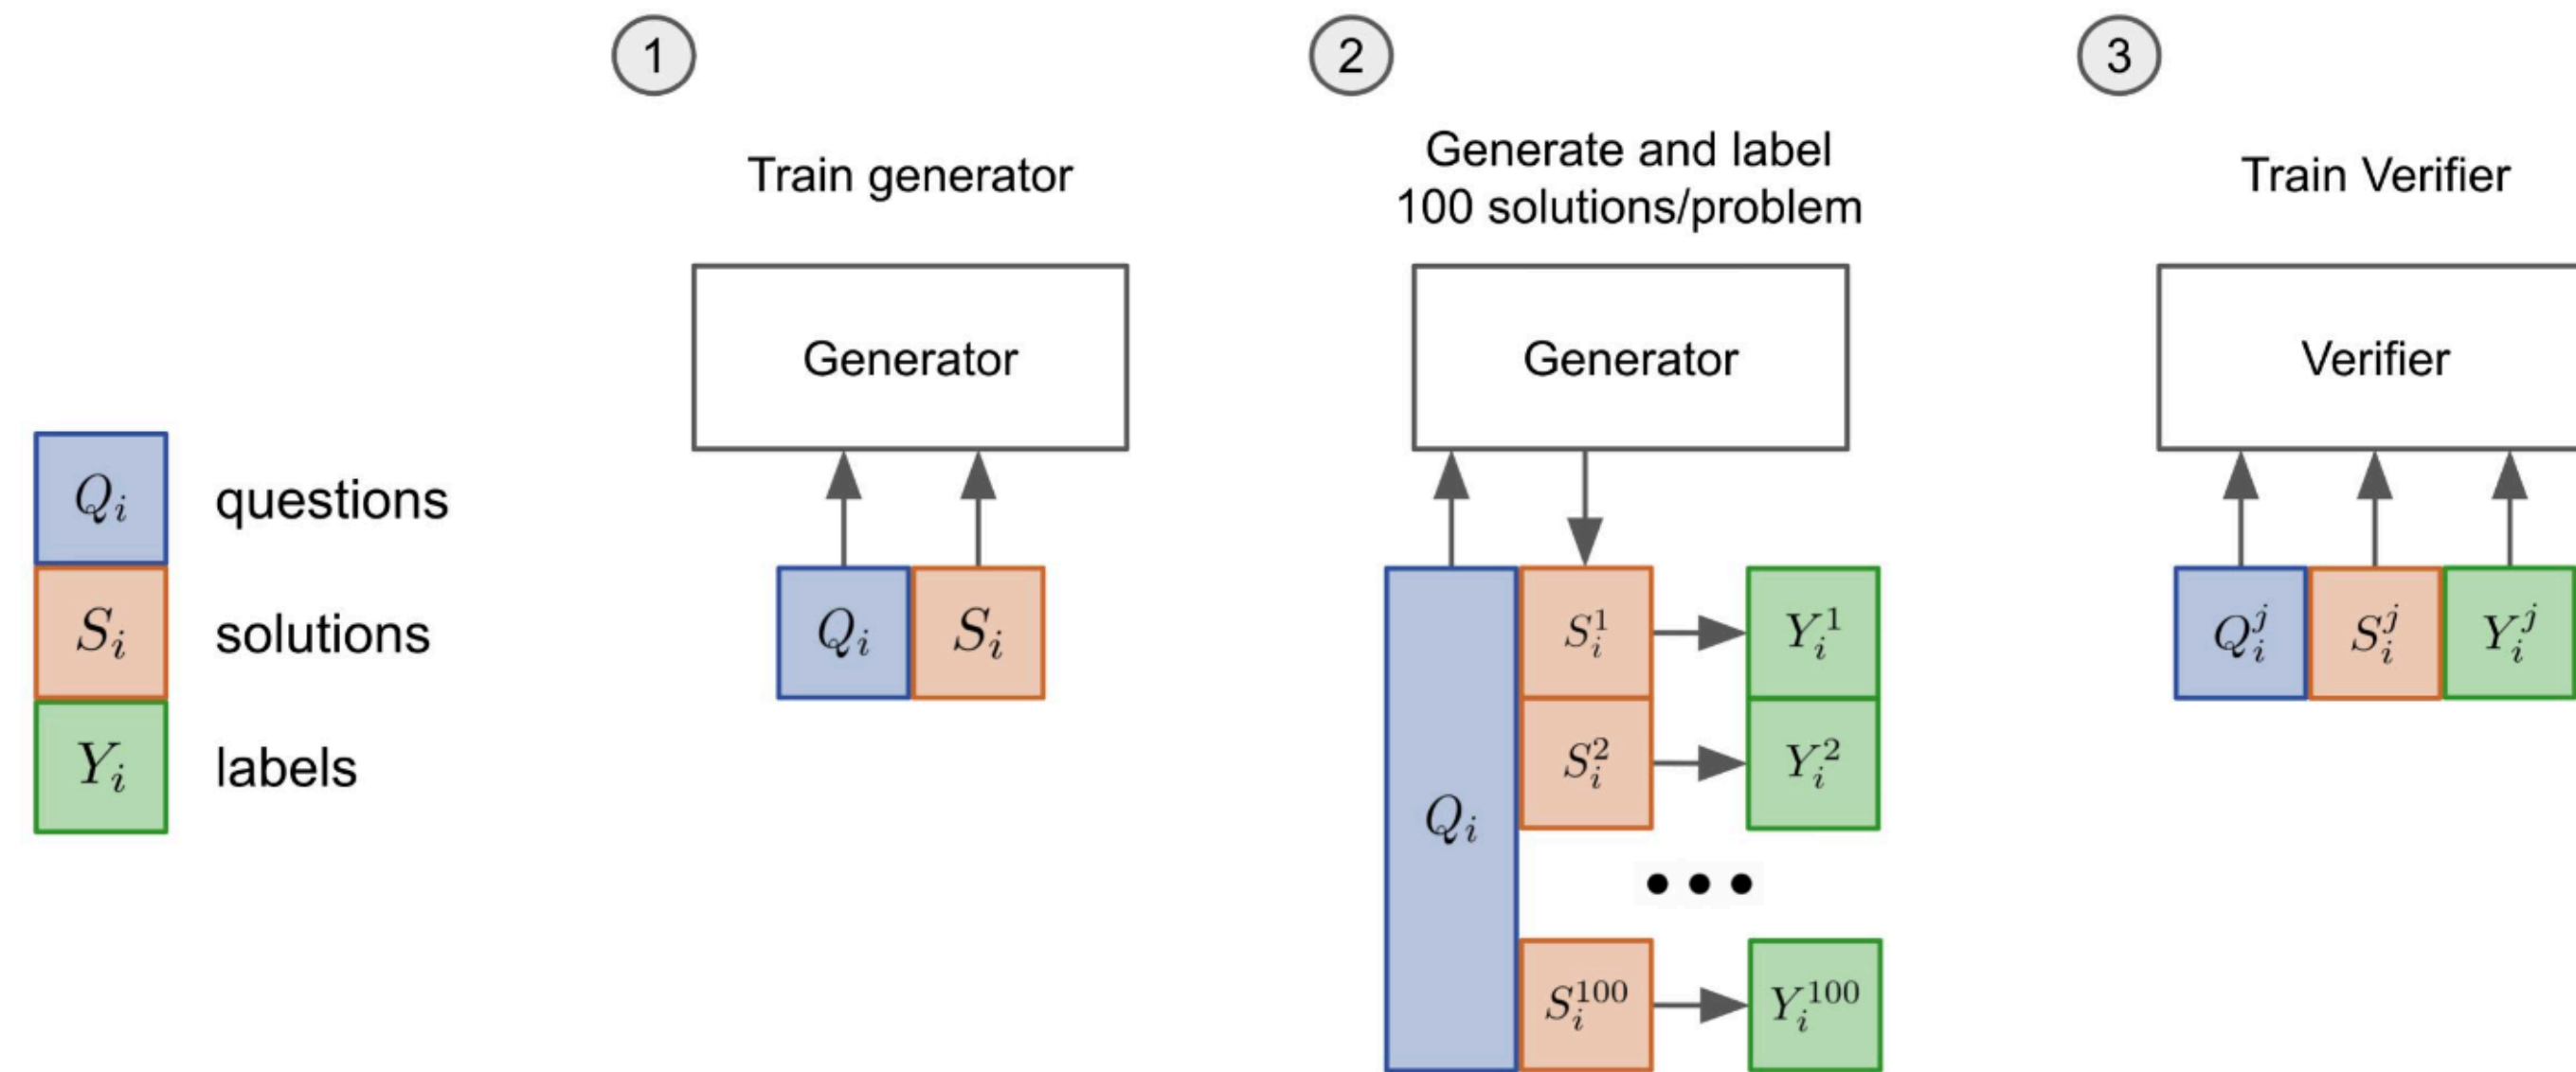 1
Train generator
Generator
Q_i S_i
2
Generate and label
100 solutions/problem
Generator
Q_i
S_i^1 Y_i^1
S_i^2 Y_i^2
•••
S_i^100 Y_i^100
3
Train Verifier
Verifier
Q_i^j S_i^j Y_i^j
Q_i questions
S_i solutions
Y_i labels